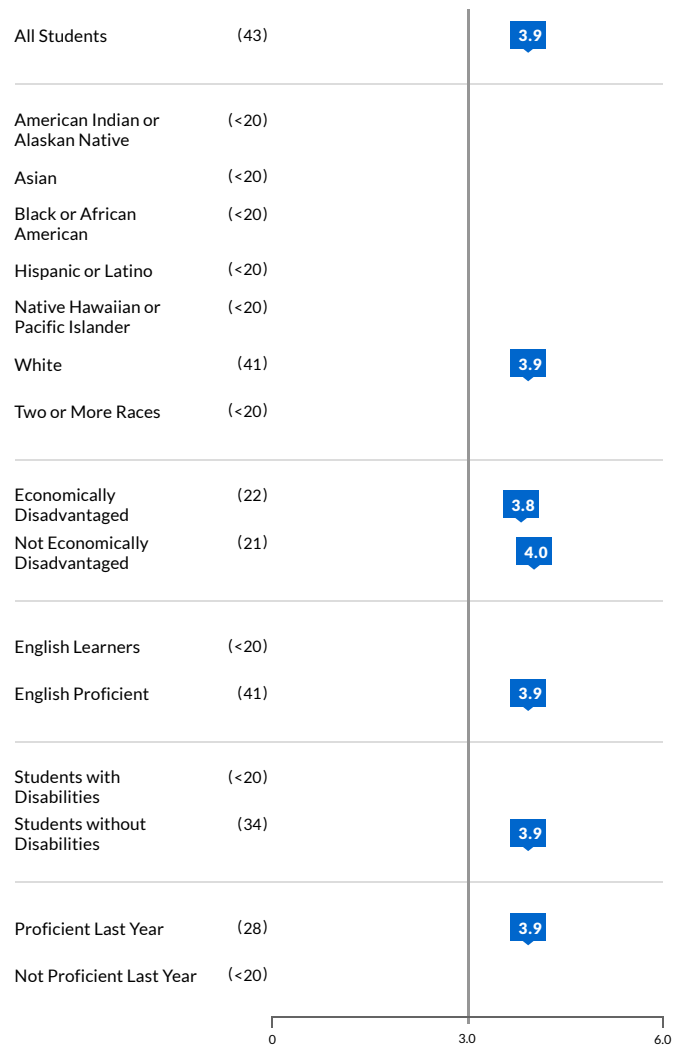 All Students (43) 3.9
American Indian or (<20)
Alaskan Native
Asian (<20)
Black or African (<20)
American
Hispanic or Latino (<20)
Native Hawaiian or (<20)
Pacific Islander
White (41) 3.9
Two or More Races (<20)
Economically (22) 3.8
Disadvantaged
Not Economically (21) 4.0
Disadvantaged
English Learners (<20)
English Proficient (41) 3.9
Students with (<20)
Disabilities
Students without (34) 3.9
Disabilities
Proficient Last Year (28) 3.9
Not Proficient Last Year (<20)
0 3.0 6.0